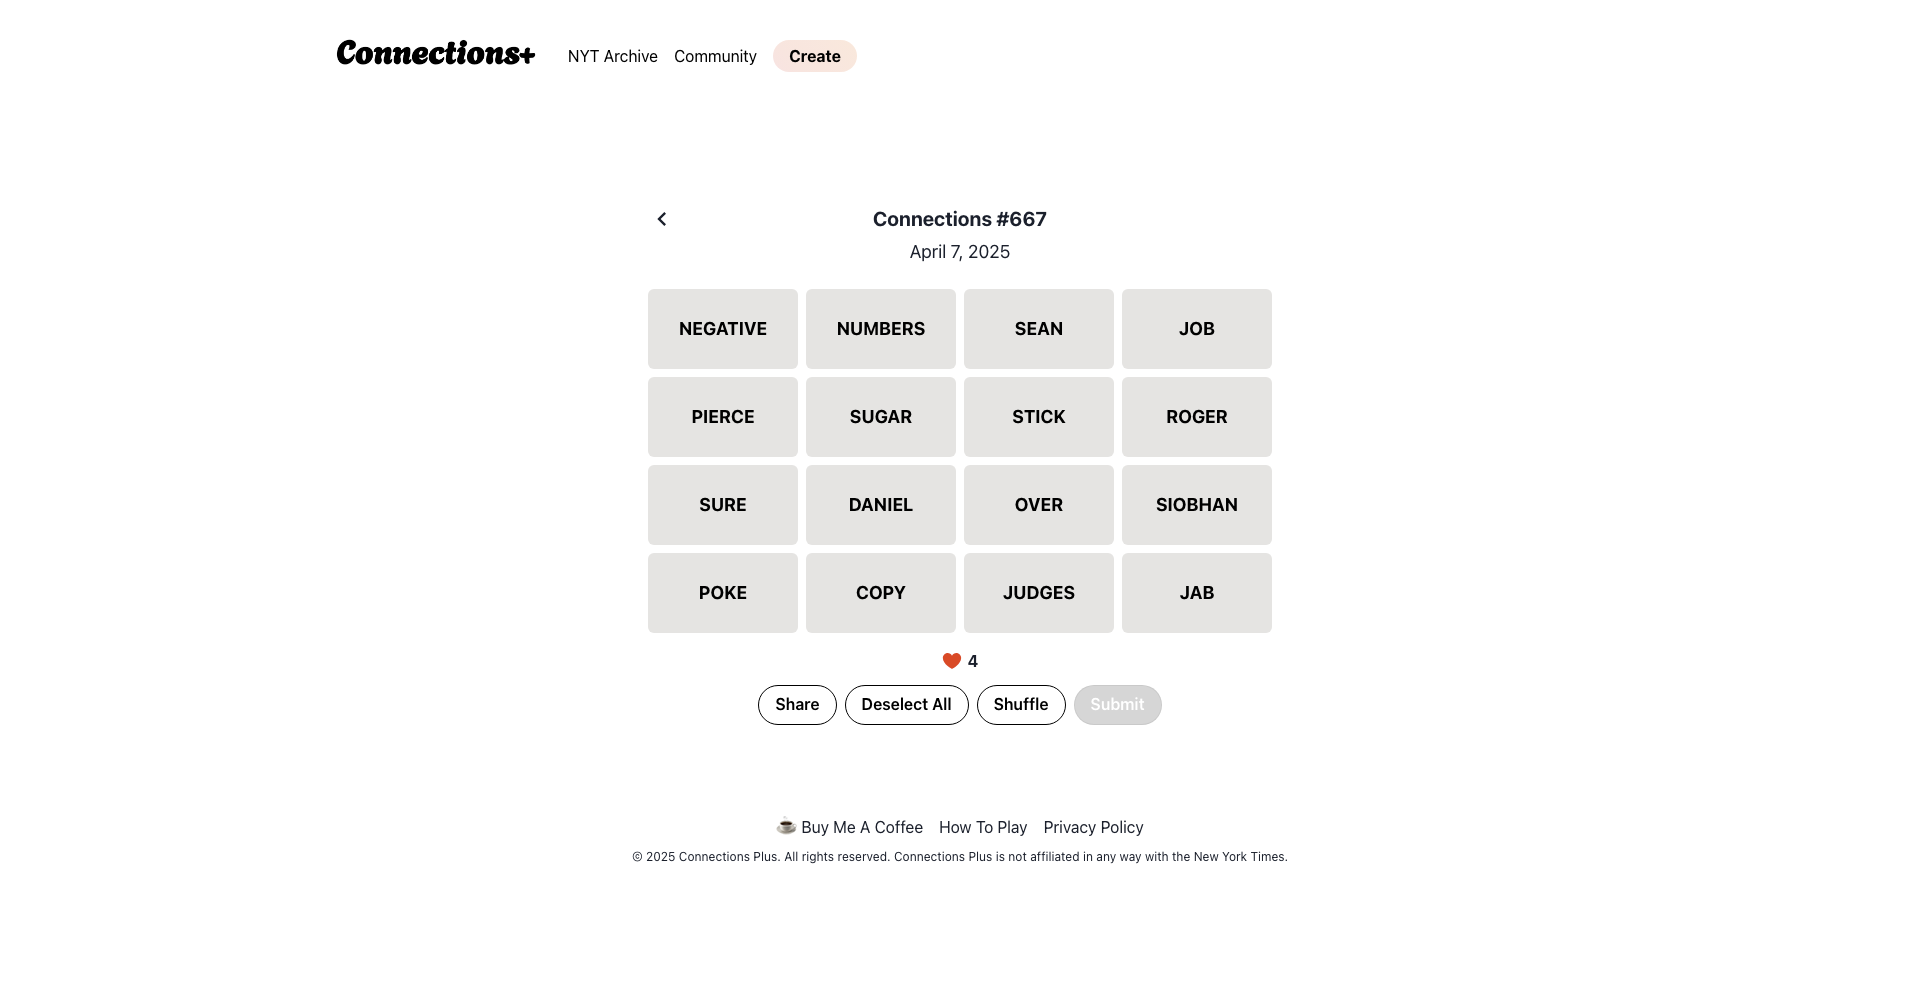 Connections+ NYT Archive Community Create
Connections #667
April 7, 2025
NEGATIVE NUMBERS SEAN JOB
PIERCE SUGAR STICK ROGER
SURE DANIEL OVER SIOBHAN
POKE COPY JUDGES JAB
4
Share Deselect All Shuffle Submit
Buy Me A Coffee How To Play Privacy Policy
© 2025 Connections Plus. All rights reserved. Connections Plus is not affiliated in any way with the New York Times.